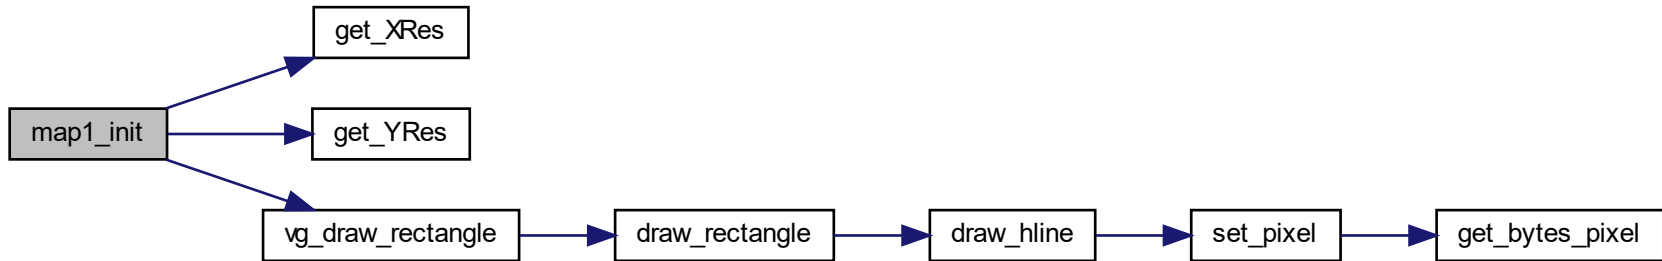 get_XRes
map1_init
get_YRes
vg_draw_rectangle
draw_rectangle
draw_hline
set_pixel
get_bytes_pixel